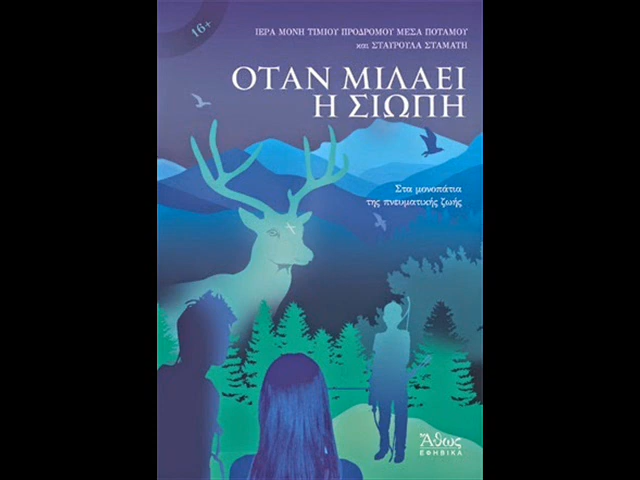 16+
ΙΕΡΑ ΜΟΝΗ ΤΙΜΙΟΥ ΠΡΟΔΡΟΜΟΥ ΜΕΣΑ ΠΟΤΑΜΟΥ
και ΣΤΑΥΡΟΥΛΑ ΣΤΑΜΑΤΗ
ΟΤΑΝ ΜΙΛΑΕΙ
Η ΣΙΩΠΗ
Στα μονοπάτια
της πνευματικής ζωής
Άθως
ΕΦΗΒΙΚΑ